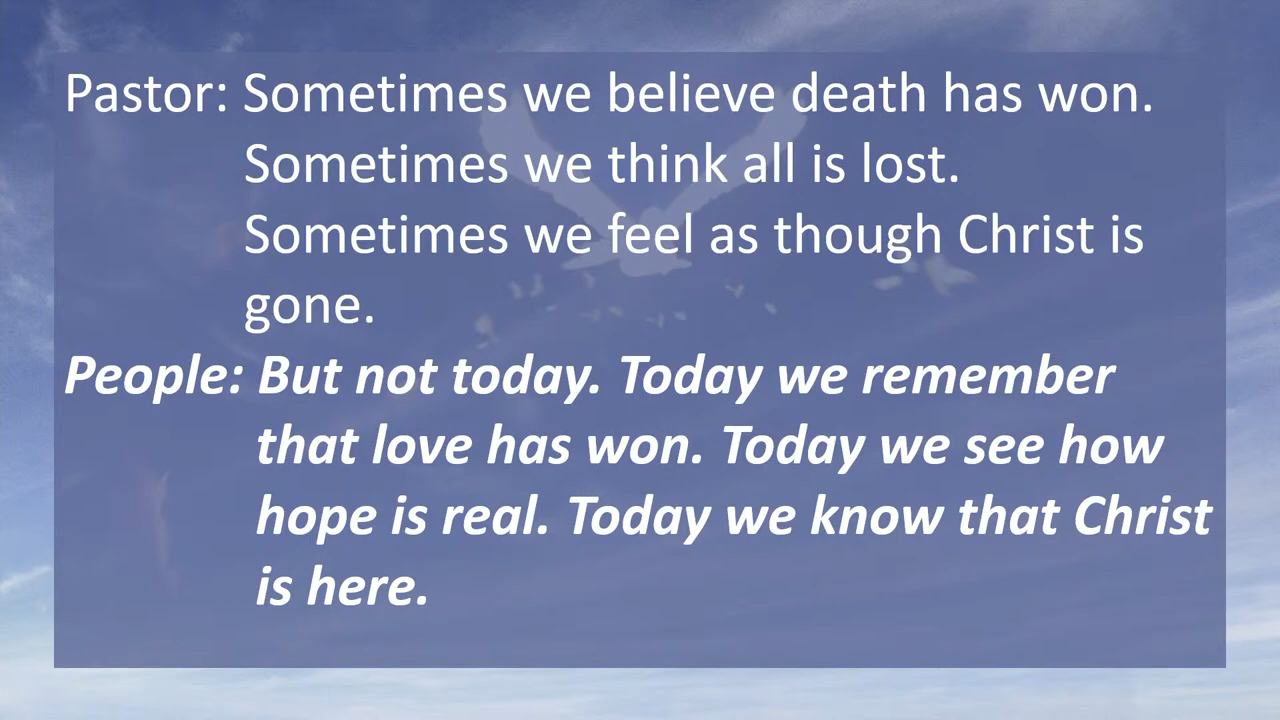 Pastor: Sometimes we believe death has won.
Sometimes we think all is lost.
Sometimes we feel as though Christ is
gone.
People: But not today. Today we remember
that love has won. Today we see how
hope is real. Today we know that Christ
is here.